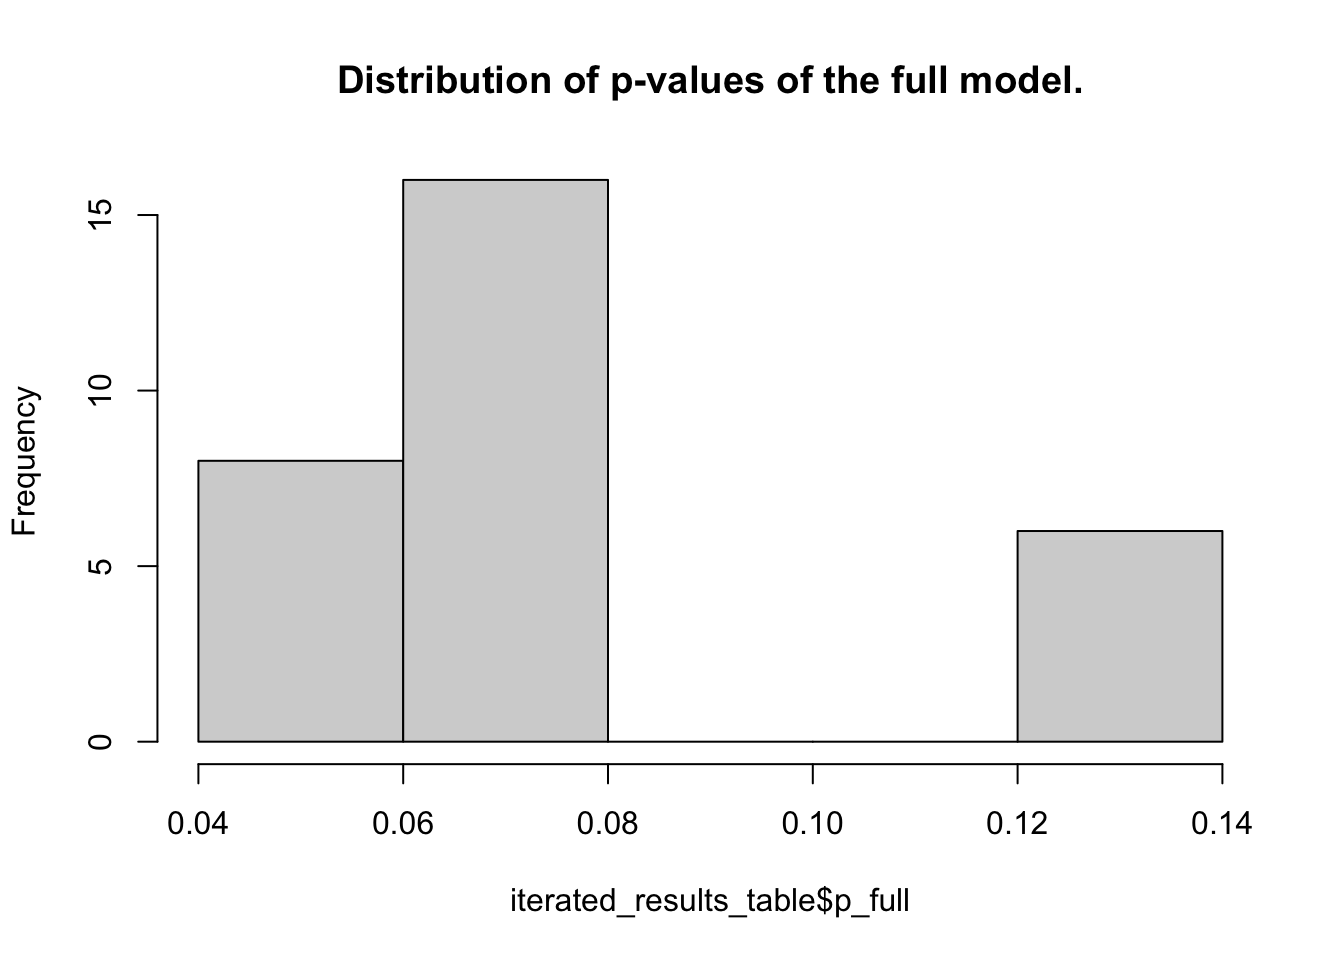 Distribution of p-values of the full model.
Frequency
15
10
5
0
0.04 0.06 0.08 0.10 0.12 0.14
iterated_results_table$p_full